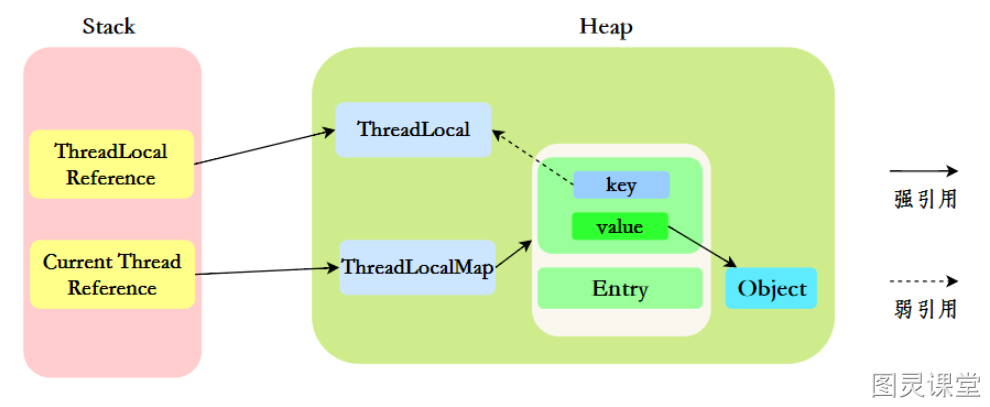 Stack
Heap
ThreadLocal
Reference
Current Thread
Reference
ThreadLocal
ThreadLocalMap
key
value
Entry
Object
强引用
弱引用
图灵课堂